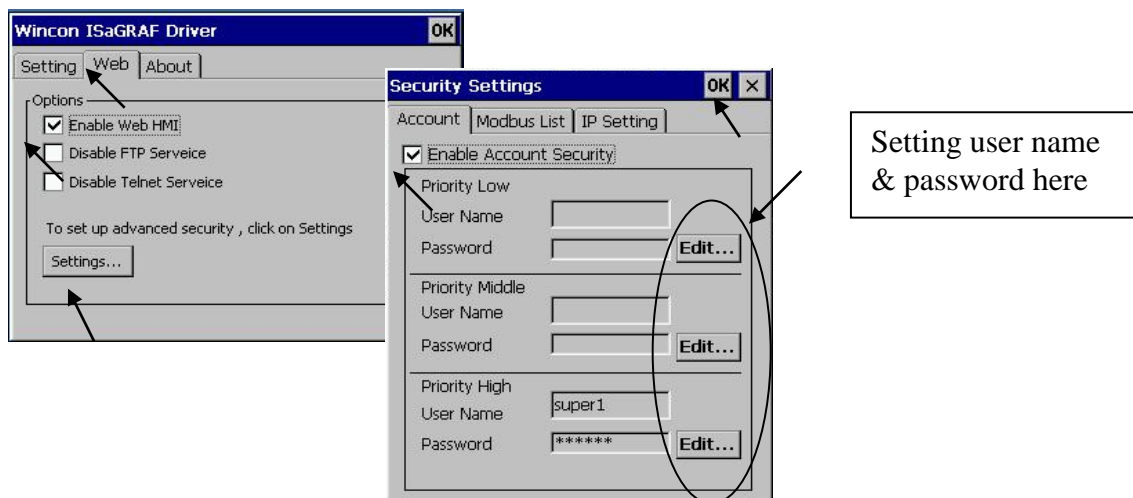 Wincon ISaGRAF Driver OK
Setting Web About
Options
Enable Web HMI
Disable FTP Serveice
Disable Telnet Serveice
To set up advanced security , click on Settings
Settings...
Security Settings OK ×
Account Modbus List IP Setting
Enable Account Security
Priority Low
User Name
Password Edit...
Priority Middle
User Name
Password Edit...
Priority High
User Name super1
Password ****** Edit...
Setting user name
& password here